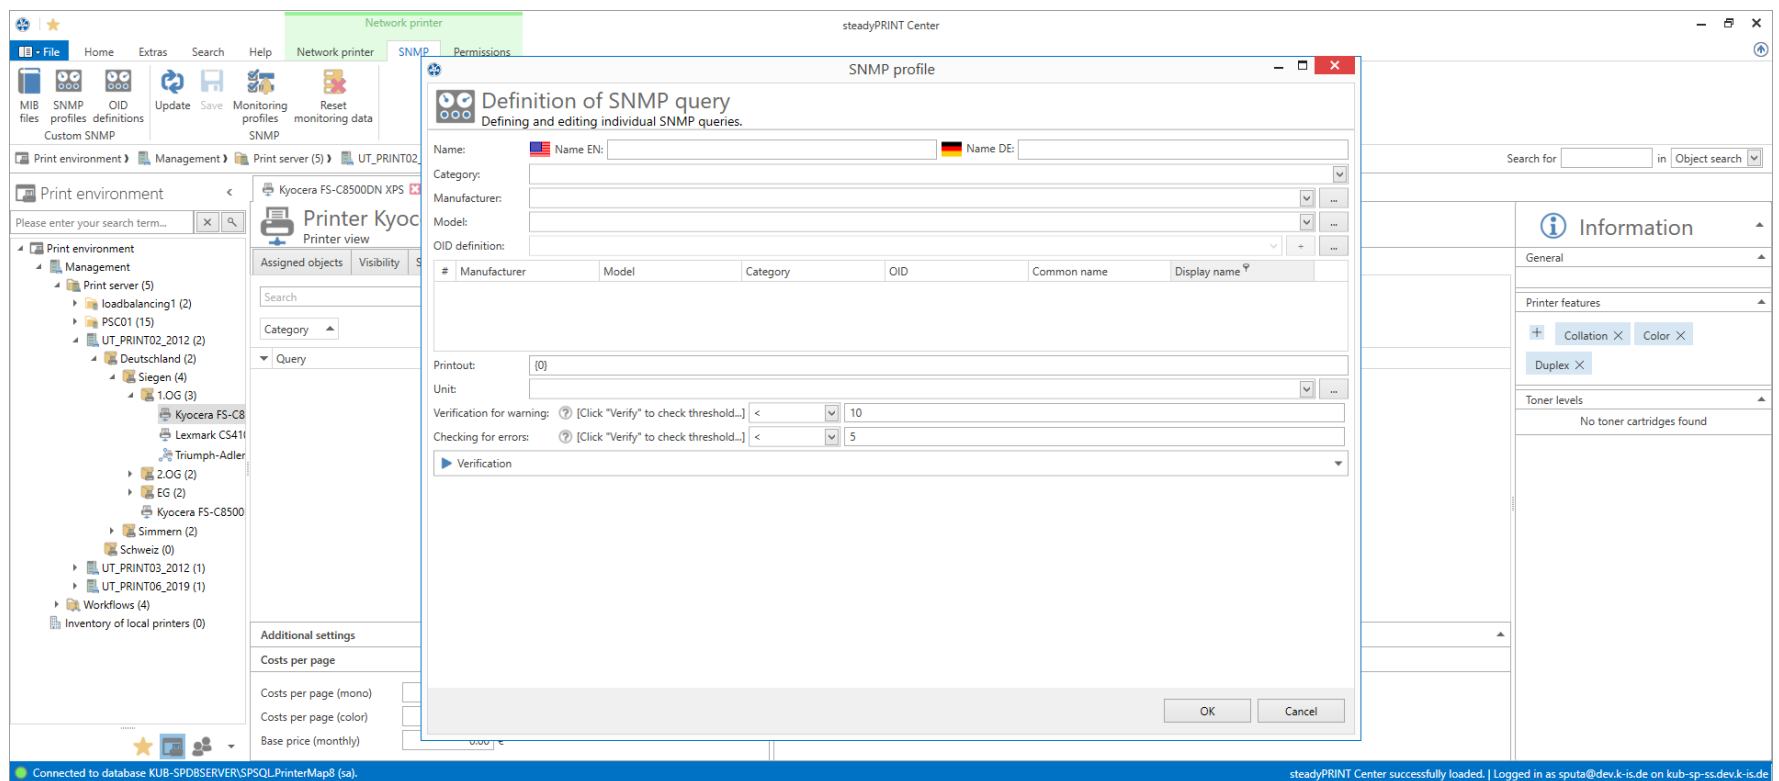 Network printer
steadyPRINT Center
File Home Extras Search Help Network printer SNMP Permissions
MIB files
SNMP profiles
OID definitions
Update
Save
Monitoring profiles
Reset monitoring data
Custom SNMP
SNMP
Print environment Management Print server (5) UT_PRINT02_
Search for in Object search
Print environment
Please enter your search term...
Print environment
Management
Print server (5)
loadbalancing1 (2)
PSC01 (15)
UT_PRINT02_2012 (2)
Deutschland (2)
Siegen (4)
1.OG (3)
Kyocera FS-C8
Lexmark CS41
Triumph-Adler
2.OG (2)
EG (2)
Kyocera FS-C8500
Simmern (2)
Schweiz (0)
UT_PRINT03_2012 (1)
UT_PRINT06_2019 (1)
Workflows (4)
Inventory of local printers (0)
Kyocera FS-C8500DN XPS
Printer Kyoc
Printer view
Assigned objects Visibility S
Search
Category
Query
Additional settings
Costs per page
Costs per page (mono)
Costs per page (color)
Base price (monthly) 0.00 €
SNMP profile
Definition of SNMP query
Defining and editing individual SNMP queries.
Name: Name EN: Name DE:
Category:
Manufacturer: ...
Model: ...
OID definition: + ...
# Manufacturer Model Category OID Common name Display name
Printout: {0}
Unit: ...
Verification for warning: ? [Click "Verify" to check threshold...] < 10
Checking for errors: ? [Click "Verify" to check threshold...] < 5
Verification
OK Cancel
Information
General
Printer features
+ Collation Color
Duplex
Toner levels
No toner cartridges found
Connected to database KUB-SPDBSERVER\SPSQL.PrinterMap8 (sa).
steadyPRINT Center successfully loaded. | Logged in as sputa@dev.k-is.de on kub-sp-ss.dev.k-is.de